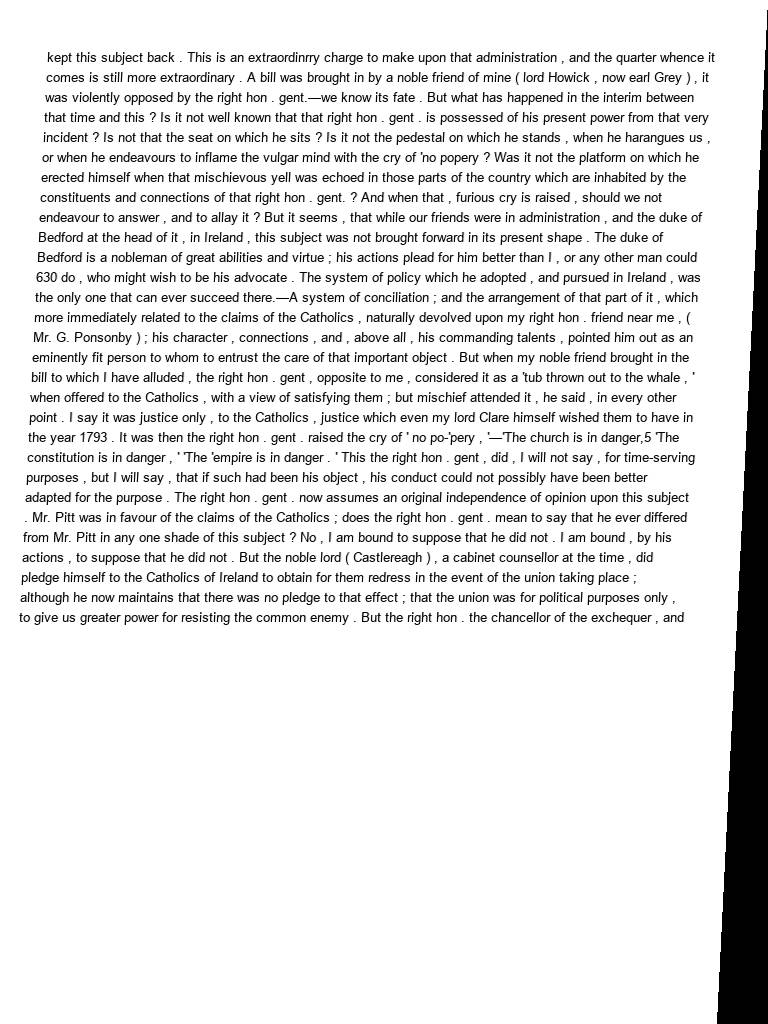 kept this subject back . This is an extraordinrry charge to make upon that administration , and the quarter whence it
comes is still more extraordinary . A bill was brought in by a noble friend of mine ( lord Howick , now earl Grey ) , it
was violently opposed by the right hon . gent.—we know its fate . But what has happened in the interim between
that time and this ? Is it not well known that that right hon . gent . is possessed of his present power from that very
incident ? Is not that the seat on which he sits ? Is it not the pedestal on which he stands , when he harangues us ,
or when he endeavours to inflame the vulgar mind with the cry of 'no popery ? Was it not the platform on which he
erected himself when that mischievous yell was echoed in those parts of the country which are inhabited by the
constituents and connections of that right hon . gent. ? And when that , furious cry is raised , should we not
endeavour to answer , and to allay it ? But it seems , that while our friends were in administration , and the duke of
Bedford at the head of it , in Ireland , this subject was not brought forward in its present shape . The duke of
Bedford is a nobleman of great abilities and virtue ; his actions plead for him better than I , or any other man could
630 do , who might wish to be his advocate . The system of policy which he adopted , and pursued in Ireland , was
the only one that can ever succeed there.—A system of conciliation ; and the arrangement of that part of it , which
more immediately related to the claims of the Catholics , naturally devolved upon my right hon . friend near me , (
Mr. G. Ponsonby ) ; his character , connections , and , above all , his commanding talents , pointed him out as an
eminently fit person to whom to entrust the care of that important object . But when my noble friend brought in the
bill to which I have alluded , the right hon . gent , opposite to me , considered it as a 'tub thrown out to the whale , '
when offered to the Catholics , with a view of satisfying them ; but mischief attended it , he said , in every other
point . I say it was justice only , to the Catholics , justice which even my lord Clare himself wished them to have in
the year 1793 . It was then the right hon . gent . raised the cry of ' no po-'pery , '—'The church is in danger,5 'The
constitution is in danger , ' 'The 'empire is in danger . ' This the right hon . gent , did , I will not say , for time-serving
purposes , but I will say , that if such had been his object , his conduct could not possibly have been better
adapted for the purpose . The right hon . gent . now assumes an original independence of opinion upon this subject
. Mr. Pitt was in favour of the claims of the Catholics ; does the right hon . gent . mean to say that he ever differed
from Mr. Pitt in any one shade of this subject ? No , I am bound to suppose that he did not . I am bound , by his
actions , to suppose that he did not . But the noble lord ( Castlereagh ) , a cabinet counsellor at the time , did
pledge himself to the Catholics of Ireland to obtain for them redress in the event of the union taking place ;
although he now maintains that there was no pledge to that effect ; that the union was for political purposes only ,
to give us greater power for resisting the common enemy . But the right hon . the chancellor of the exchequer , and